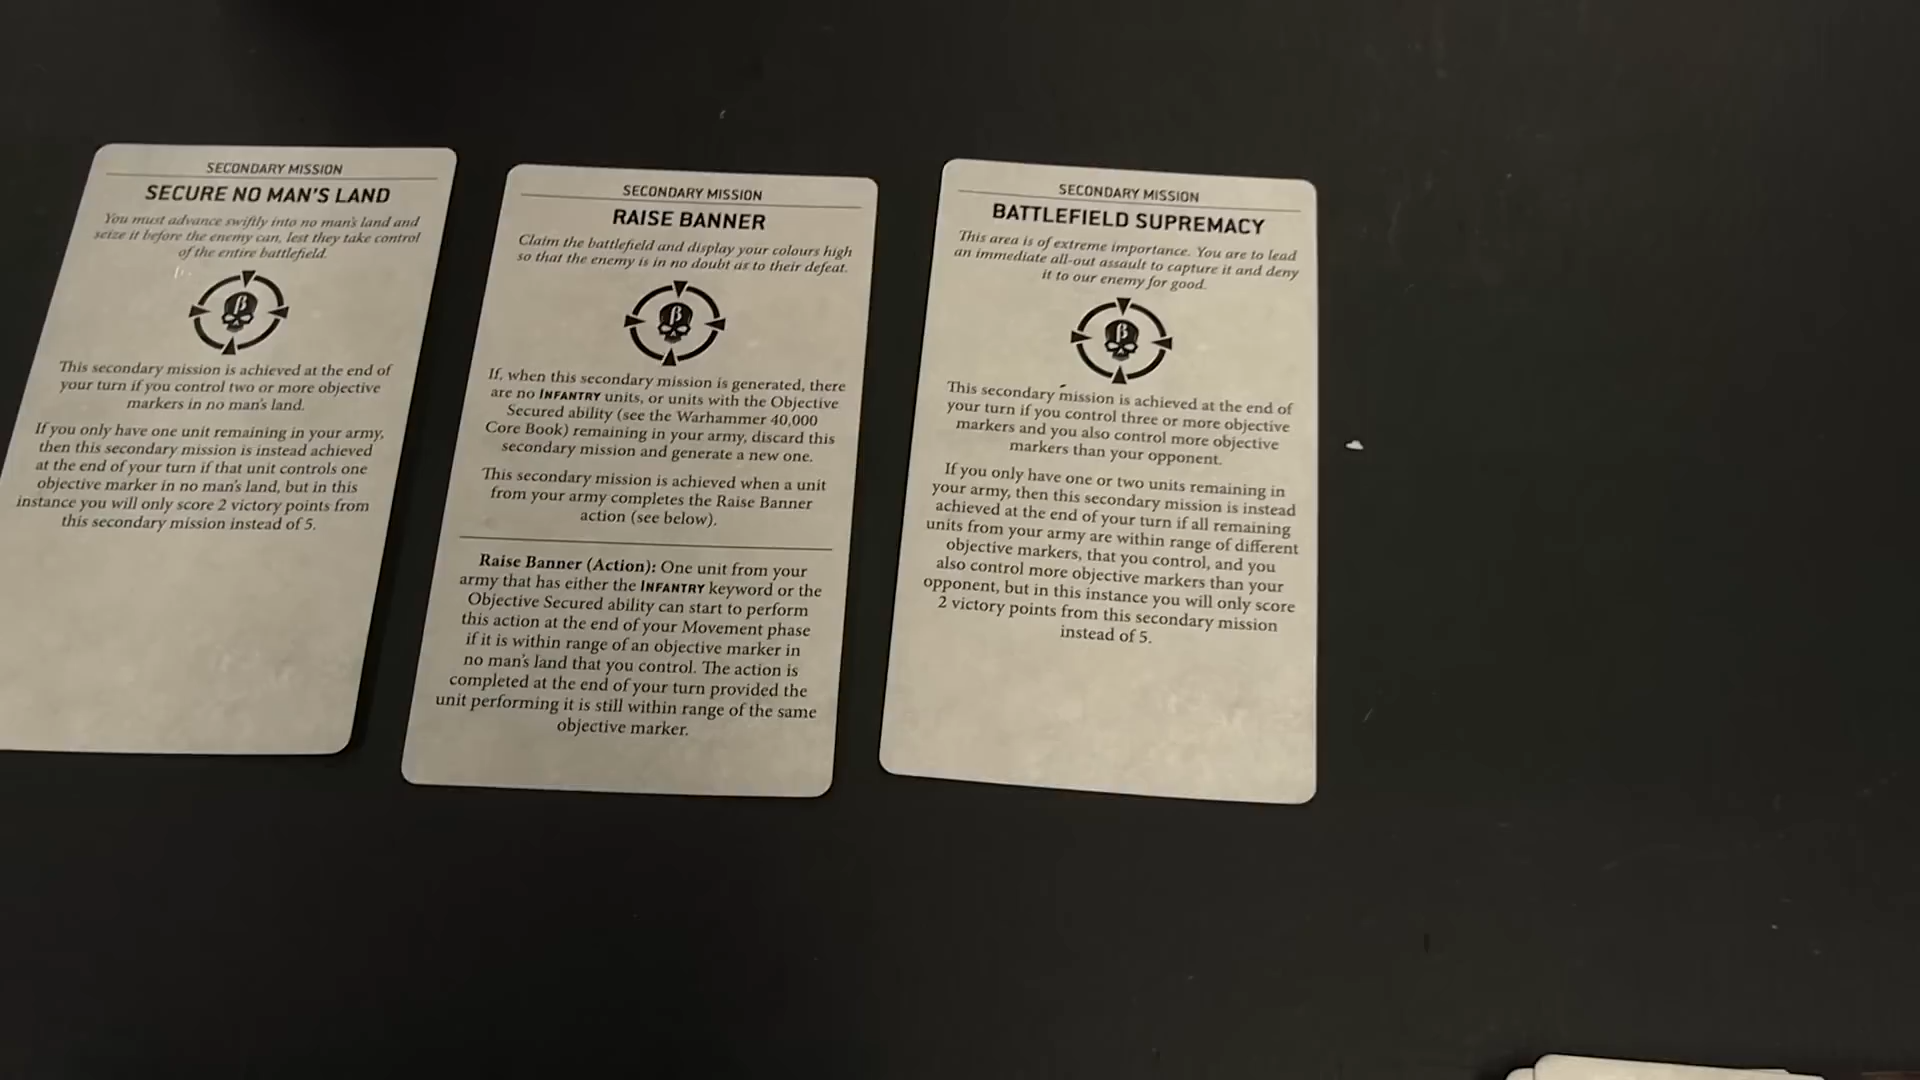 SECONDARY MISSION
SECURE NO MAN'S LAND
You must advance swiftly into no man's land and
seize it before the enemy can, lest they take control
of the entire battlefield.
β
This secondary mission is achieved at the end of
your turn if you control two or more objective
markers in no man's land.
If you only have one unit remaining in your army,
then this secondary mission is instead achieved
at the end of your turn if that unit controls one
objective marker in no man's land, but in this
instance you will only score 2 victory points from
this secondary mission instead of 5.
SECONDARY MISSION
RAISE BANNER
Claim the battlefield and display your colours high
so that the enemy is in no doubt as to their defeat.
β
If, when this secondary mission is generated, there
are no INFANTRY units, or units with the Objective
Secured ability (see the Warhammer 40,000
Core Book) remaining in your army, discard this
secondary mission and generate a new one.
This secondary mission is achieved when a unit
from your army completes the Raise Banner
action (see below).
Raise Banner (Action): One unit from your
army that has either the INFANTRY keyword or the
Objective Secured ability can start to perform
this action at the end of your Movement phase
if it is within range of an objective marker in
no man's land that you control. The action is
completed at the end of your turn provided the
unit performing it is still within range of the same
objective marker.
SECONDARY MISSION
BATTLEFIELD SUPREMACY
This area is of extreme importance. You are to lead
an immediate all-out assault to capture it and deny
it to our enemy for good.
β
This secondary mission is achieved at the end of
your turn if you control three or more objective
markers and you also control more objective
markers than your opponent.
If you only have one or two units remaining in
your army, then this secondary mission is instead
achieved at the end of your turn if all remaining
units from your army are within range of different
objective markers, that you control, and you
also control more objective markers than your
opponent, but in this instance you will only score
2 victory points from this secondary mission
instead of 5.